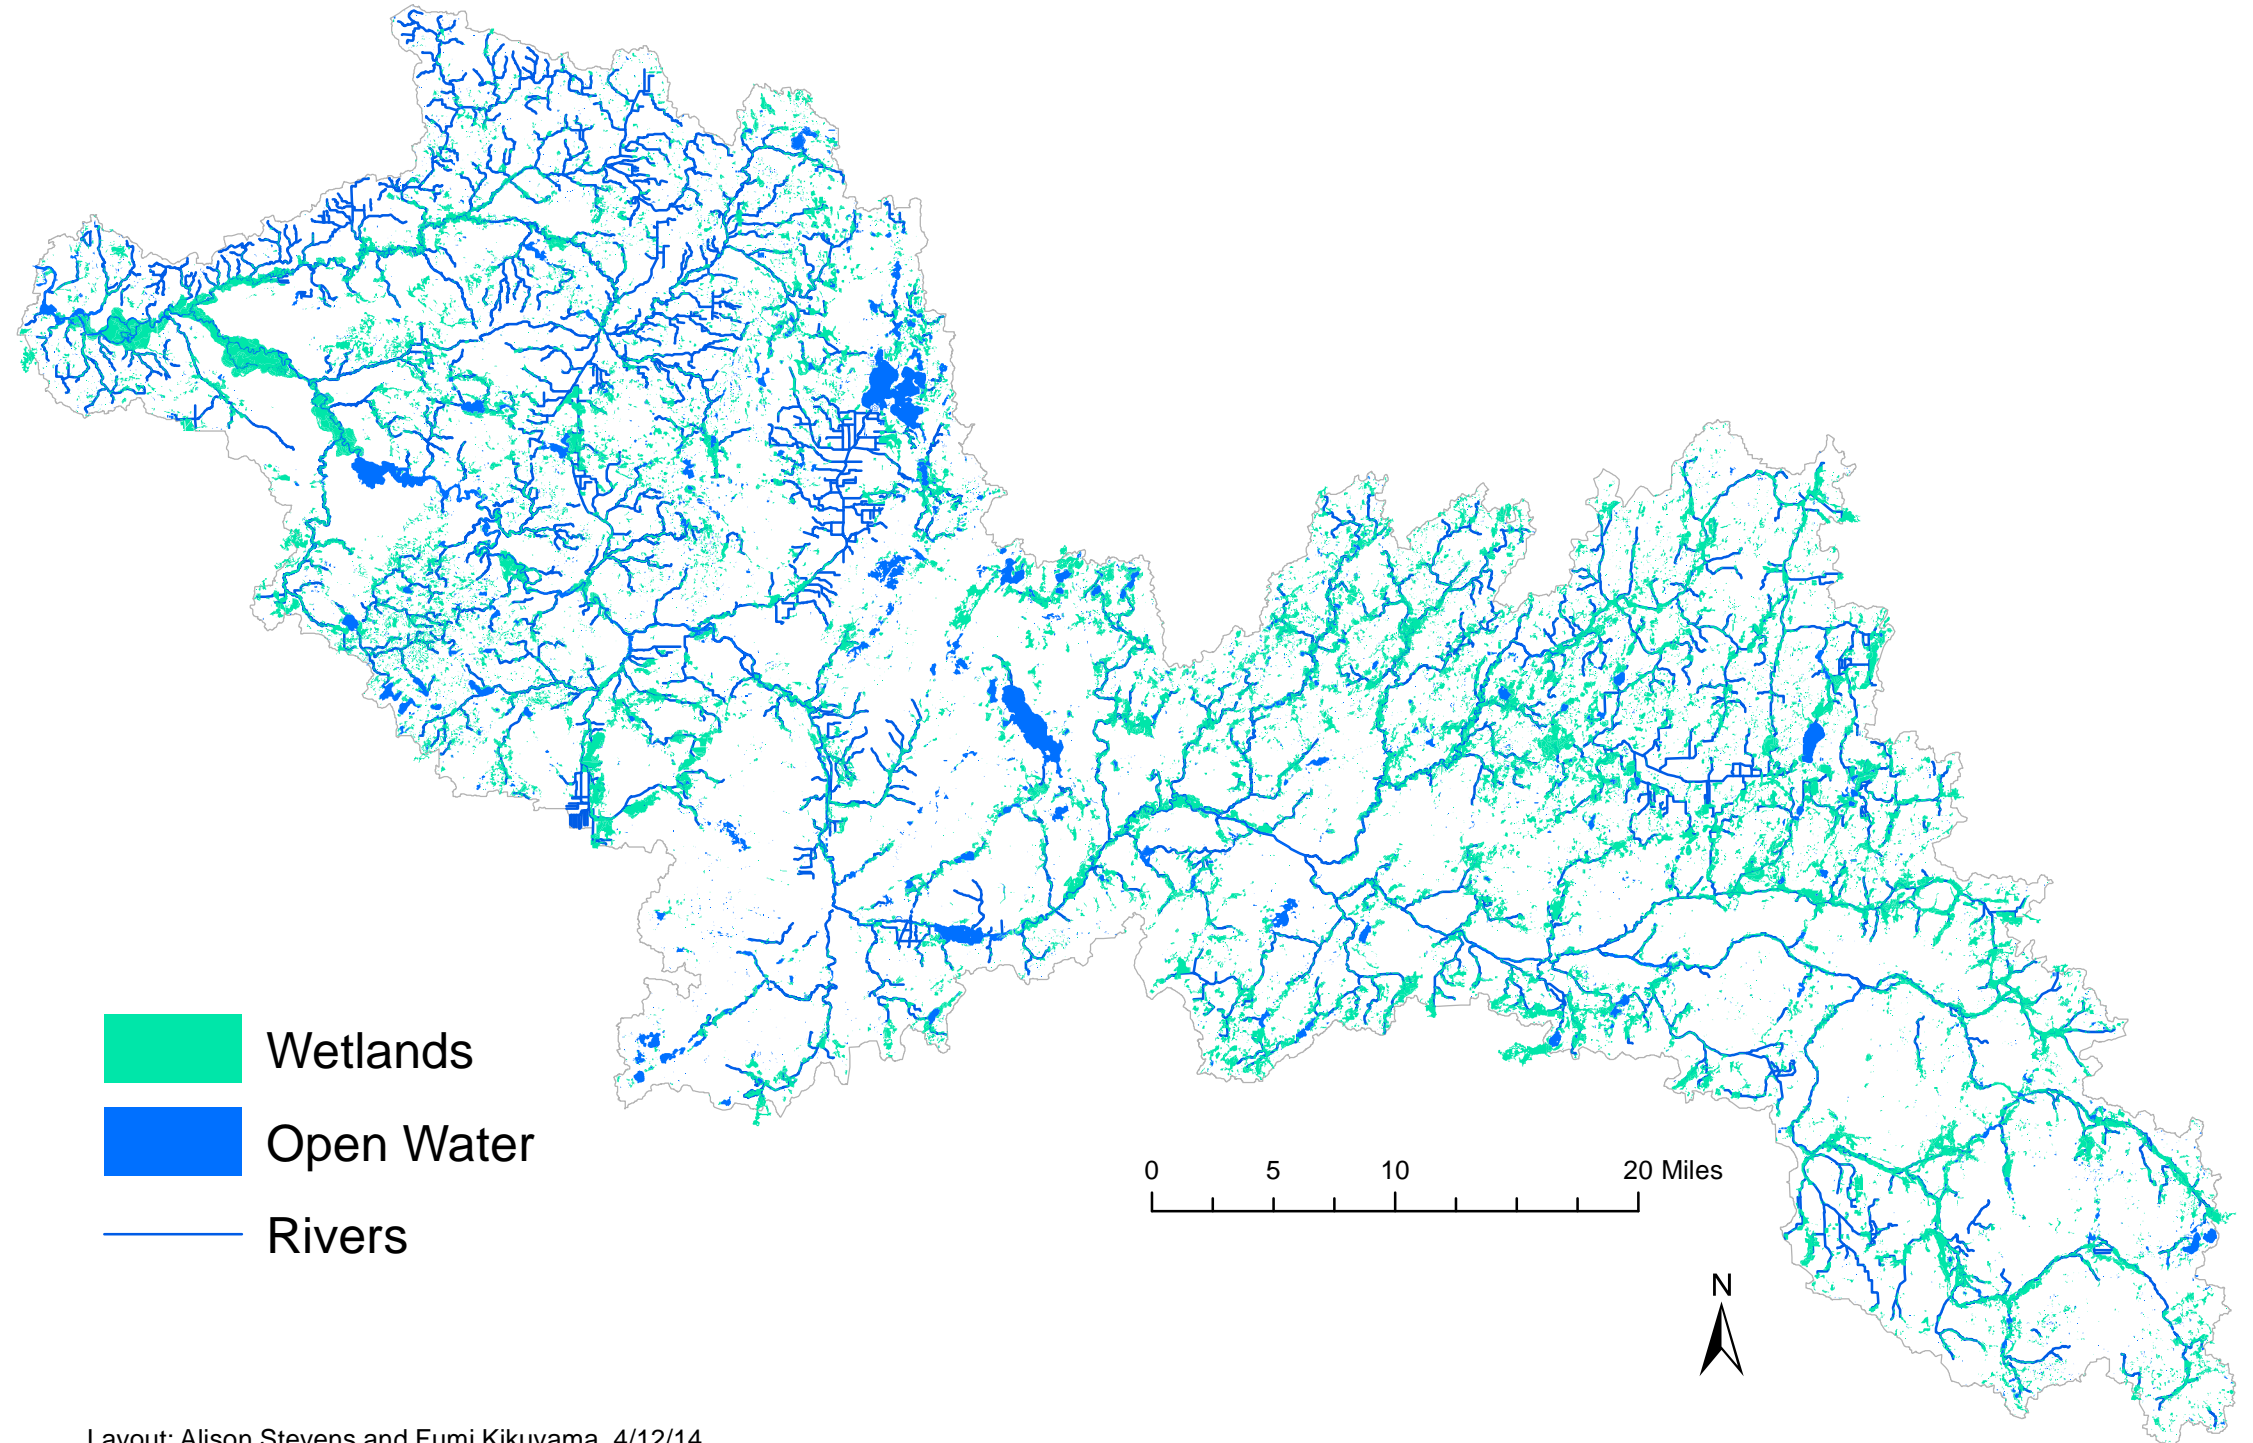 Wetlands
Open Water
Rivers
0 5 10 20 Miles
N
Layout: Alison Stevens and Fumi Kikuyama 4/12/14